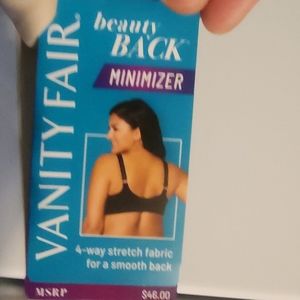 VANITY FAIR
beauty
BACK
MINIMIZER
4-way stretch fabric
for a smooth back
MSRP $46.00